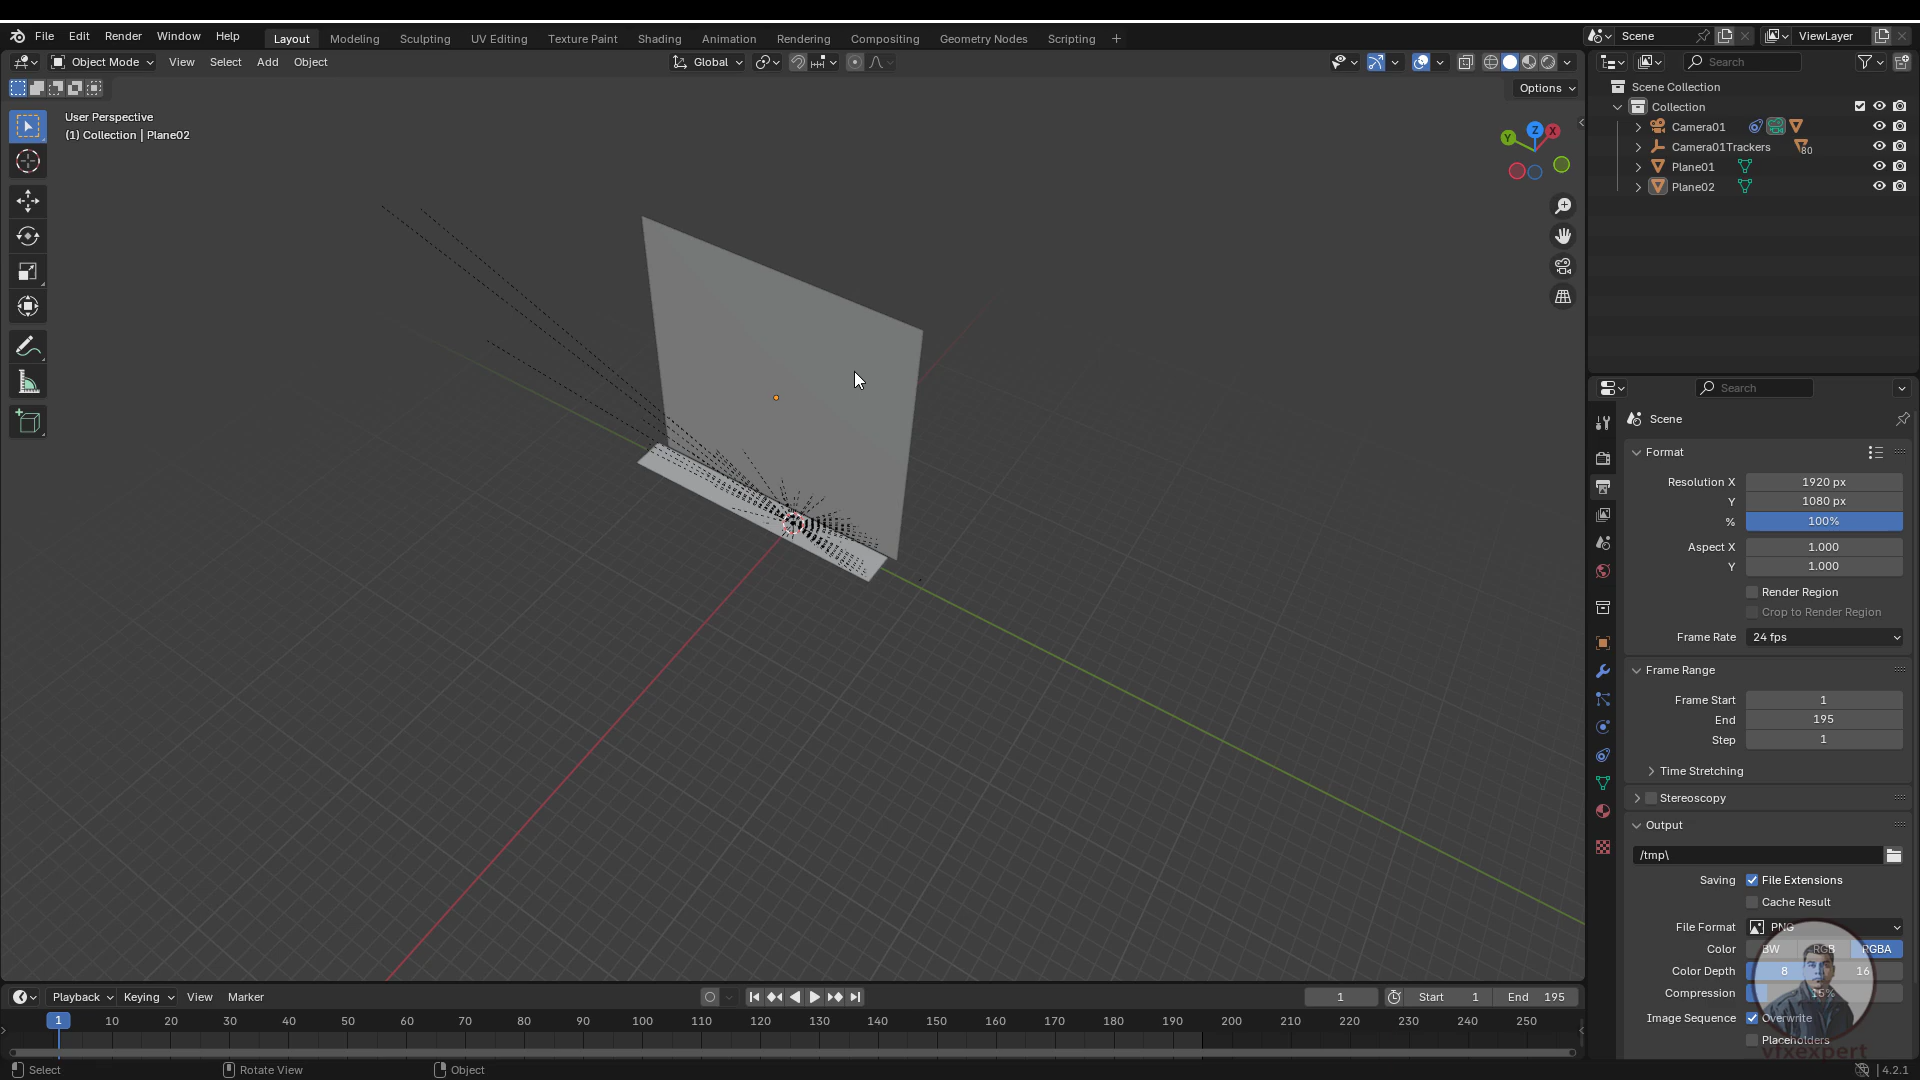 File Edit Render Window Help Layout Modeling Sculpting UV Editing Texture Paint Shading Animation Rendering Compositing Geometry Nodes Scripting Scene ViewLayer
Object Mode View Select Add Object Global Search
Options
User Perspective
(1) Collection | Plane02
Z
X
Y
Scene Collection
Collection
Camera01
Camera01Trackers 80
Plane01
Plane02
Search
Scene
Format
Resolution X 1920 px
Y 1080 px
% 100%
Aspect X 1.000
Y 1.000
Render Region
Crop to Render Region
Frame Rate 24 fps
Frame Range
Frame Start 1
End 195
Step 1
Time Stretching
Stereoscopy
Output
/tmp\
Saving File Extensions
Cache Result
File Format PNG
Color BW RGB RGBA
Color Depth 8 16
Compression 15%
Image Sequence Overwrite
Placeholders
vfxexpert
Playback Keying View Marker 1 Start 1 End 195
1 10 20 30 40 50 60 70 80 90 100 110 120 130 140 150 160 170 180 190 200 210 220 230 240 250
Select Rotate View Object 4.2.1